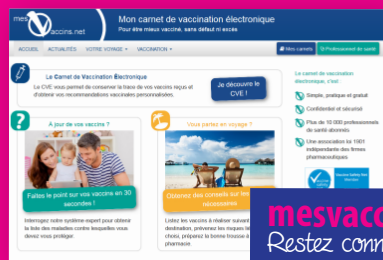 mes
Vaccins.net
Mon carnet de vaccination électronique
Pour être mieux vacciné, sans défaut ni excès
ACCUEIL ACTUALITÉS VOTRE VOYAGE VACCINATION
Mes carnets Professionnel de santé
Le Carnet de Vaccination Électronique
Le CVE vous permet de conserver la trace de vos vaccins reçus et
d'obtenir vos recommandations vaccinales personnalisées.
Je découvre le
CVE !
Le carnet de vaccination
électronique, c'est :
Simple, pratique et gratuit
Confidentiel et sécurisé
Plus de 10 000 professionnels
de santé abonnés
Une association loi 1901
indépendante des firmes
pharmaceutiques
?
A jour de vos vaccins ?
Faites le point sur vos vaccins en 30
secondes !
Interrogez notre système expert pour obtenir
la liste des maladies contre lesquelles vous
devez vous protéger.
Vous partez en voyage ?
Obtenez des conseils sur les
nécessaires
Listez les vaccins à réaliser suivant
destination, prévenez les risques
choisi, préparez la bonne trousse à
pharmacie.
mesvacc
Restez conn